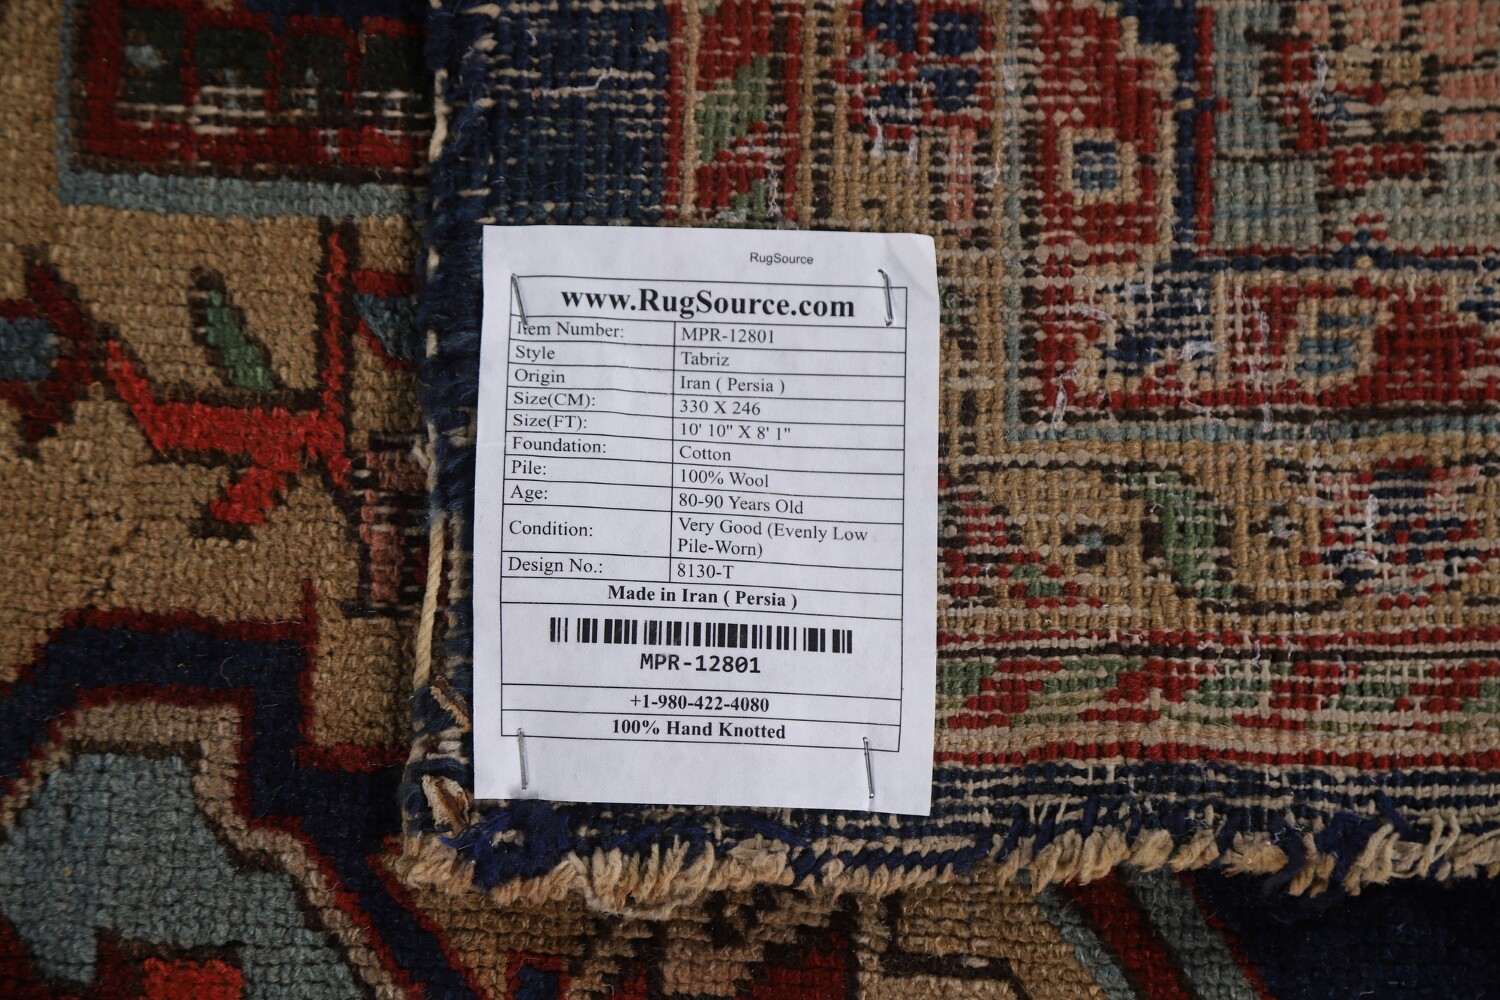 RugSource
www.RugSource.com
Item Number: MPR-12801
Style Tabriz
Origin Iran ( Persia )
Size(CM): 330 X 246
Size(FT): 10' 10" X 8' 1"
Foundation: Cotton
Pile: 100% Wool
Age: 80-90 Years Old
Condition: Very Good (Evenly Low
Pile-Worn)
Design No.: 8130-T
Made in Iran ( Persia )
MPR-12801
+1-980-422-4080
100% Hand Knotted